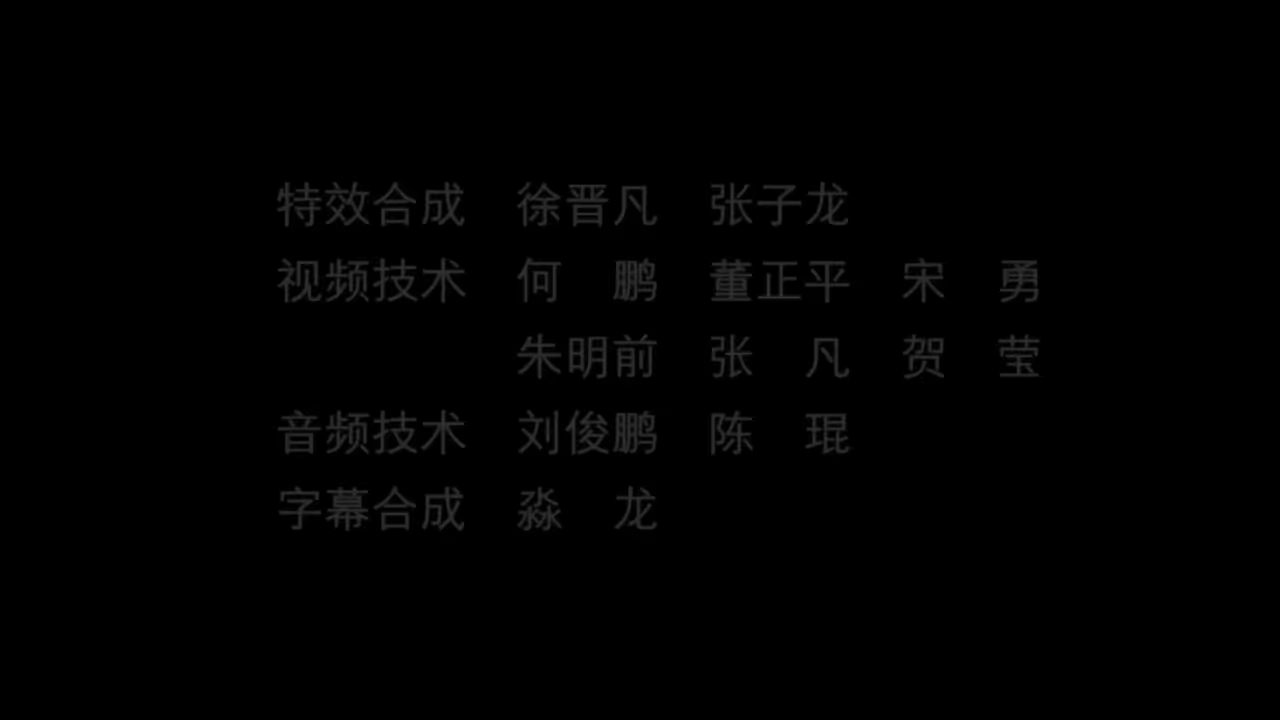 特效合成 徐晋凡 张子龙
视频技术 何 鹏 董正平 宋 勇
朱明前 张 凡 贺 莹
音频技术 刘俊鹏 陈 琨
字幕合成 淼 龙